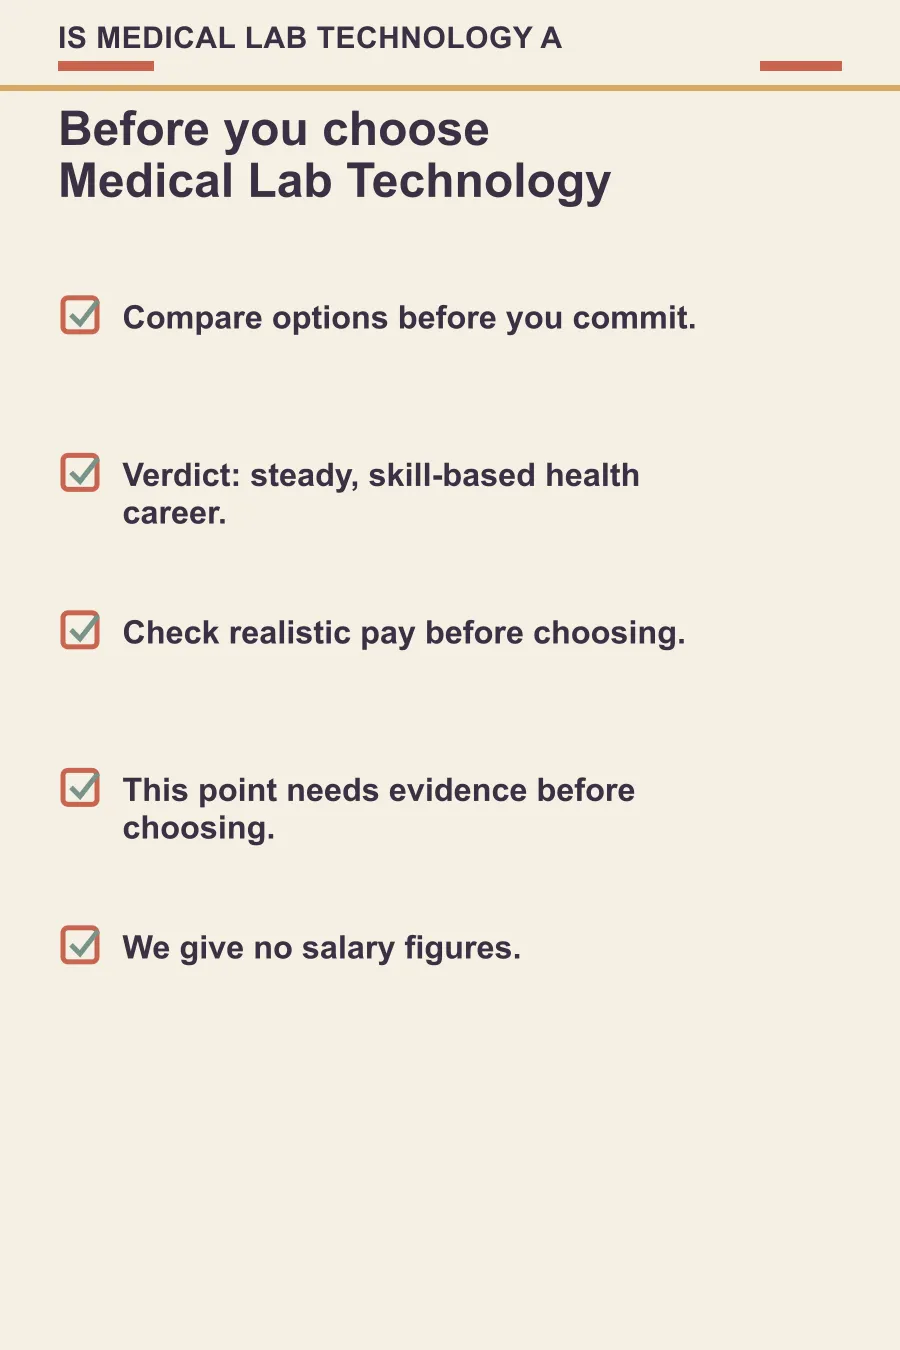 IS MEDICAL LAB TECHNOLOGY A
Before you choose
Medical Lab Technology
Compare options before you commit.
Verdict: steady, skill-based health
career.
Check realistic pay before choosing.
This point needs evidence before
choosing.
We give no salary figures.